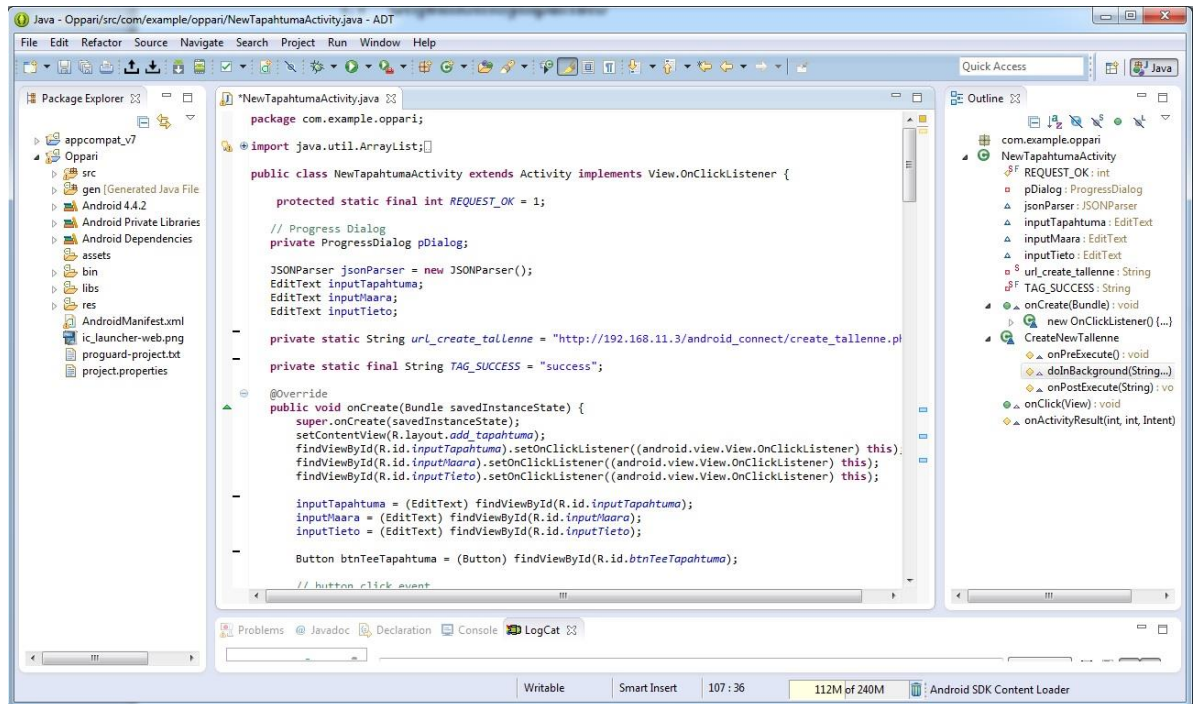 Java - Oppari/src/com/example/oppari/NewTapahtumaActivity.java - ADT
File Edit Refactor Source Navigate Search Project Run Window Help
Quick Access
Java
Package Explorer
appcompat_v7
Oppari
src
gen [Generated Java File
Android 4.4.2
Android Private Libraries
Android Dependencies
assets
bin
libs
res
AndroidManifest.xml
ic_launcher-web.png
proguard-project.txt
project.properties
*NewTapahtumaActivity.java
package com.example.oppari;
import java.util.ArrayList;
public class NewTapahtumaActivity extends Activity implements View.OnClickListener {
protected static final int REQUEST_OK = 1;
// Progress Dialog
private ProgressDialog pDialog;
JSONParser jsonParser = new JSONParser();
EditText inputTapahtuma;
EditText inputMaara;
EditText inputTieto;
private static String url_create_tallenne = "http://192.168.11.3/android_connect/create_tallenne.ph
private static final String TAG_SUCCESS = "success";
@Override
public void onCreate(Bundle savedInstanceState) {
super.onCreate(savedInstanceState);
setContentView(R.layout.add_tapahtuma);
findViewById(R.id.inputTapahtuma).setOnClickListener((android.view.View.OnClickListener) this);
findViewById(R.id.inputMaara).setOnClickListener((android.view.View.OnClickListener) this);
findViewById(R.id.inputTieto).setOnClickListener((android.view.View.OnClickListener) this);
inputTapahtuma = (EditText) findViewById(R.id.inputTapahtuma);
inputMaara = (EditText) findViewById(R.id.inputMaara);
inputTieto = (EditText) findViewById(R.id.inputTieto);
Button btnTeeTapahtuma = (Button) findViewById(R.id.btnTeeTapahtuma);
// button click event
Outline
com.example.oppari
NewTapahtumaActivity
REQUEST_OK : int
pDialog : ProgressDialog
jsonParser : JSONParser
inputTapahtuma : EditText
inputMaara : EditText
inputTieto : EditText
url_create_tallenne : String
TAG_SUCCESS : String
onCreate(Bundle) : void
new OnClickListener() {...}
CreateNewTallenne
onPreExecute() : void
doInBackground(String...)
onPostExecute(String) : vo
onClick(View) : void
onActivityResult(int, int, Intent)
Problems Javadoc Declaration Console LogCat
Writable Smart Insert 107 : 36 112M of 240M Android SDK Content Loader